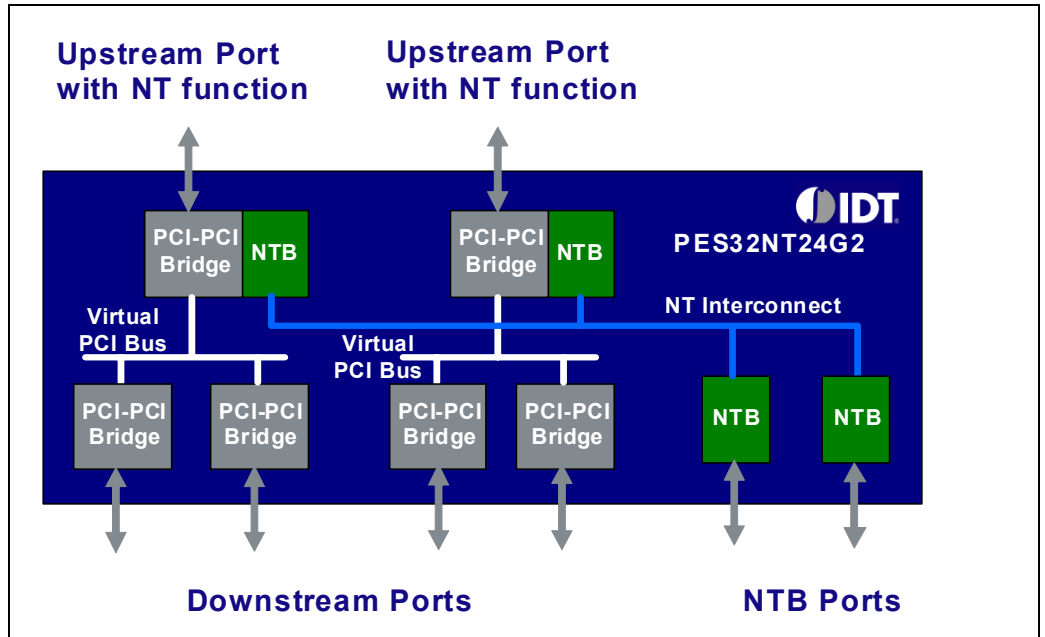 Upstream Port
with NT function
Upstream Port
with NT function
IDT
PES32NT24G2
PCI-PCI
Bridge
NTB
PCI-PCI
Bridge
NTB
NT Interconnect
Virtual
PCI Bus
Virtual
PCI Bus
PCI-PCI
Bridge
PCI-PCI
Bridge
PCI-PCI
Bridge
PCI-PCI
Bridge
NTB
NTB
Downstream Ports
NTB Ports